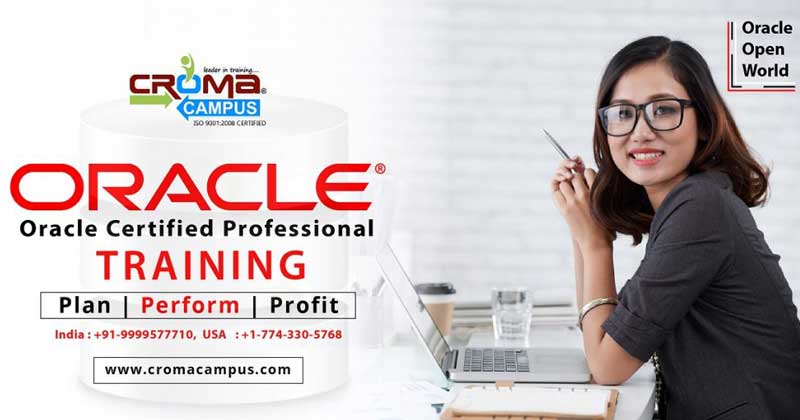 leader in training....
CROMA®
CAMPUS
ISO 9001:2008 CERTIFIED
ORACLE®
Oracle Certified Professional
TRAINING
Plan | Perform | Profit
India : +91-9999577710, USA : +1-774-330-5768
www.cromacampus.com
Oracle
Open
World